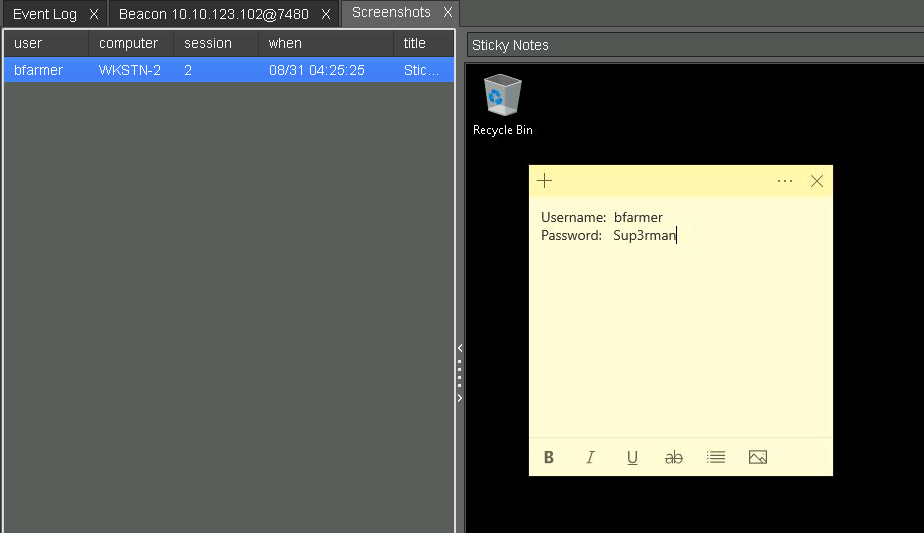 Event Log X Beacon 10.10.123.102@7480 X Screenshots X
user computer session when title
bfarmer WKSTN-2 2 08/31 04:25:25 Stic...
Sticky Notes
Recycle Bin
Username: bfarmer
Password: Sup3rman
B I U ab